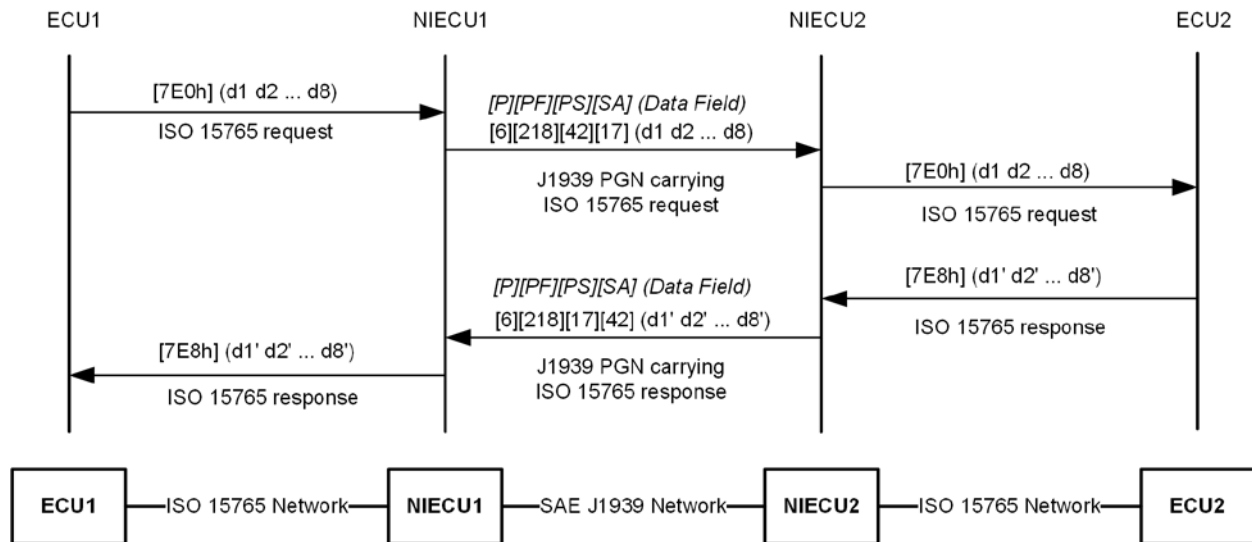 ECU1
NIECU1
NIECU2
ECU2
[7E0h] (d1 d2 ... d8)
ISO 15765 request
[P][PF][PS][SA] (Data Field)
[6][218][42][17] (d1 d2 ... d8)
J1939 PGN carrying
ISO 15765 request
[7E0h] (d1 d2 ... d8)
ISO 15765 request
[7E8h] (d1' d2' ... d8')
ISO 15765 response
[P][PF][PS][SA] (Data Field)
[6][218][17][42] (d1' d2' ... d8')
J1939 PGN carrying
ISO 15765 response
[7E8h] (d1' d2' ... d8')
ISO 15765 response
ECU1
ISO 15765 Network
NIECU1
SAE J1939 Network
NIECU2
ISO 15765 Network
ECU2